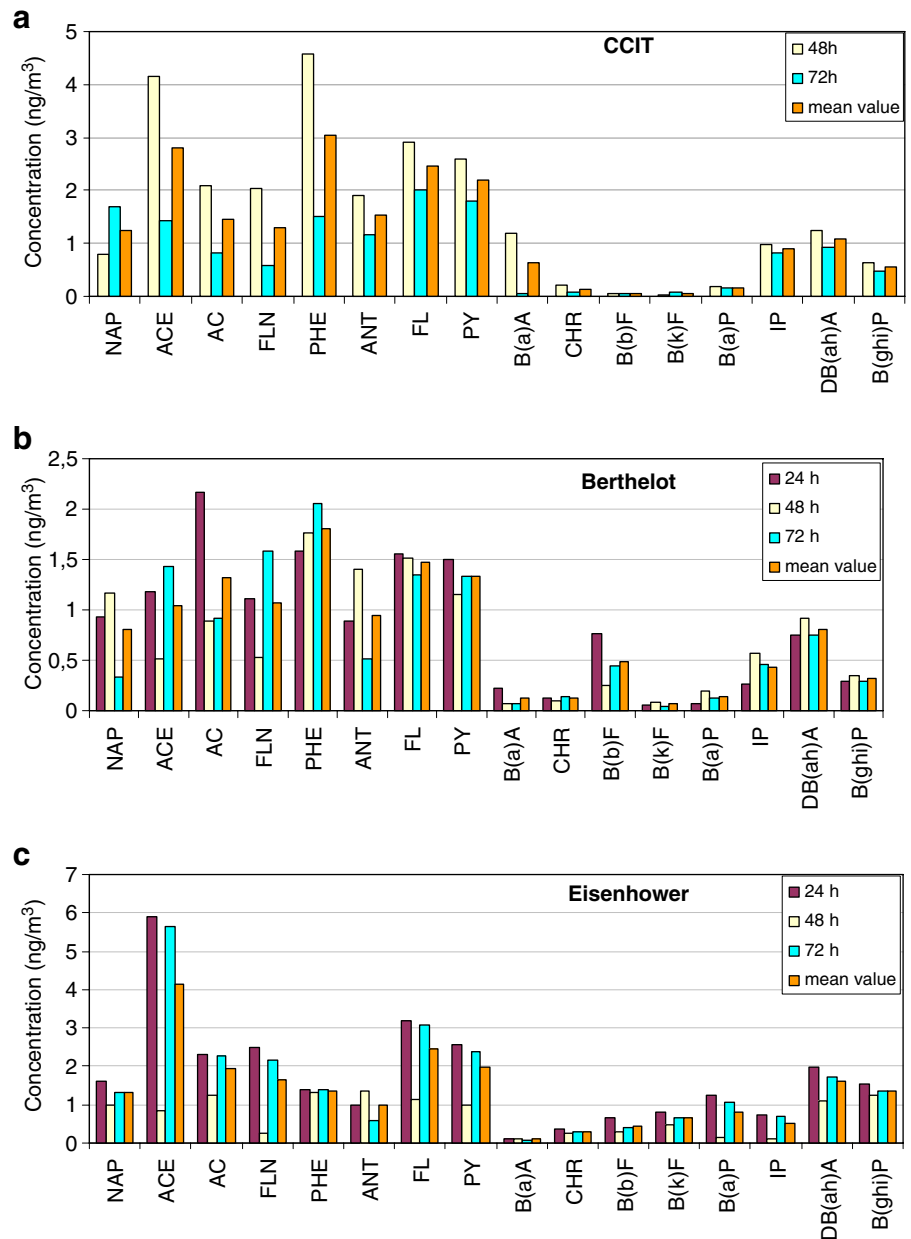 a
CCIT
48h
72h
mean value
Concentration (ng/m³)
5
4
3
2
1
0
NAP
ACE
AC
FLN
PHE
ANT
FL
PY
B(a)A
CHR
B(b)F
B(k)F
B(a)P
IP
DB(ah)A
B(ghi)P
b
Berthelot
24 h
48 h
72 h
mean value
Concentration (ng/m³)
2,5
2
1,5
1
0,5
0
NAP
ACE
AC
FLN
PHE
ANT
FL
PY
B(a)A
CHR
B(b)F
B(k)F
B(a)P
IP
DB(ah)A
B(ghi)P
c
Eisenhower
24 h
48 h
72 h
mean value
Concentration (ng/m³)
7
6
5
4
3
2
1
0
NAP
ACE
AC
FLN
PHE
ANT
FL
PY
B(a)A
CHR
B(b)F
B(k)F
B(a)P
IP
DB(ah)A
B(ghi)P